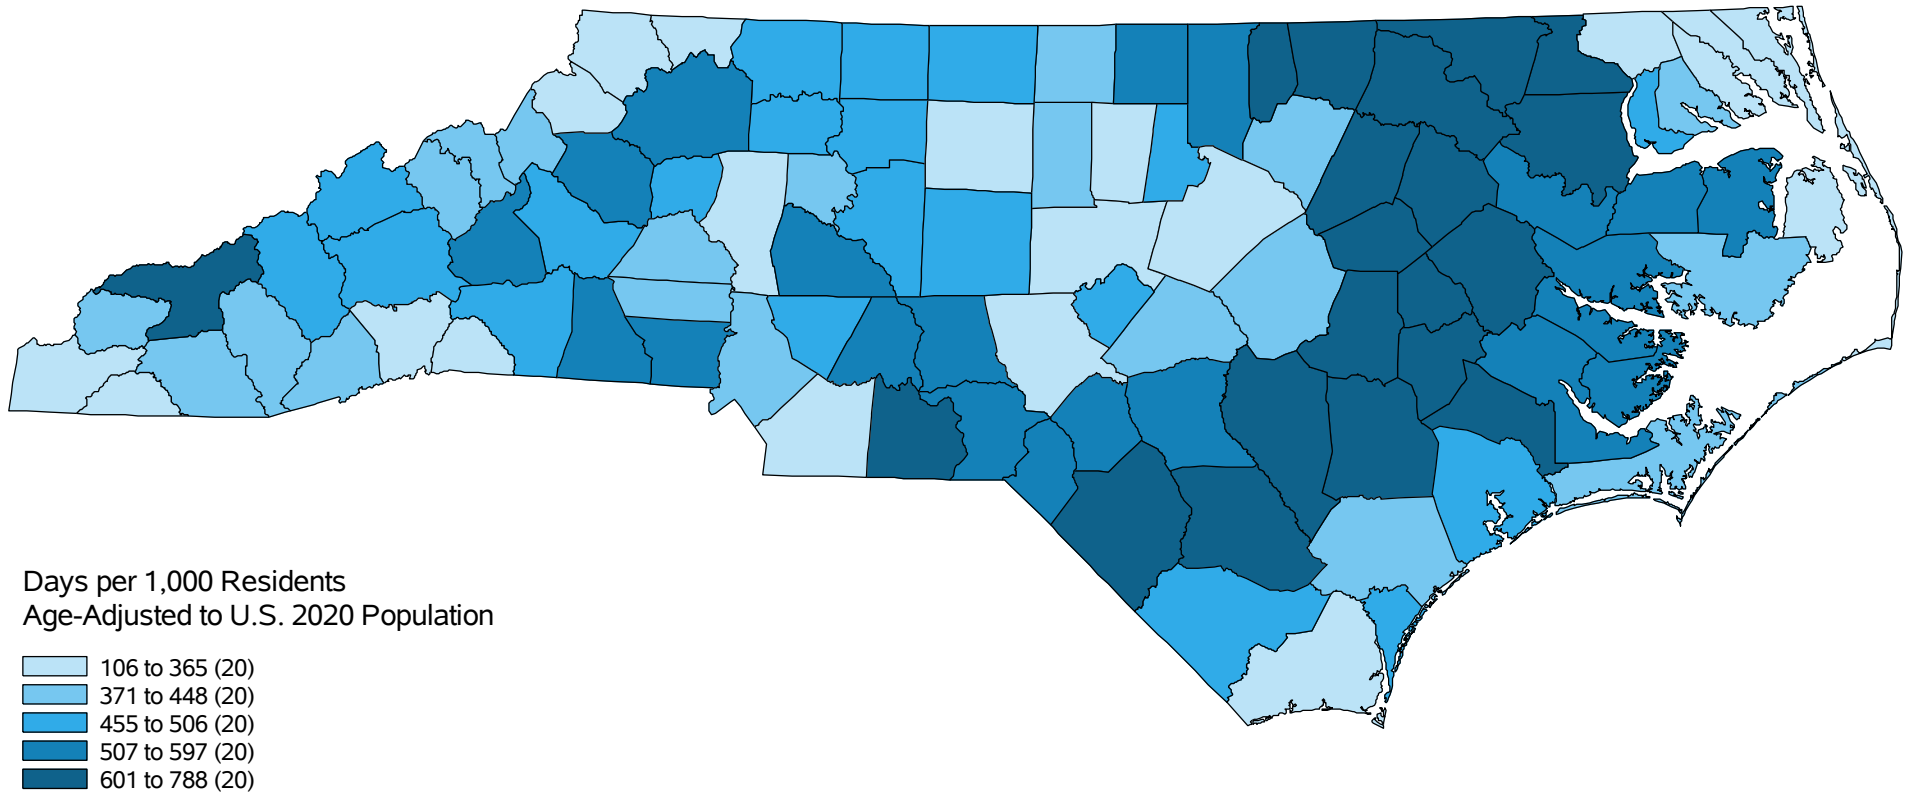 Days per 1,000 Residents
Age-Adjusted to U.S. 2020 Population
106 to 365 (20)
371 to 448 (20)
455 to 506 (20)
507 to 597 (20)
601 to 788 (20)